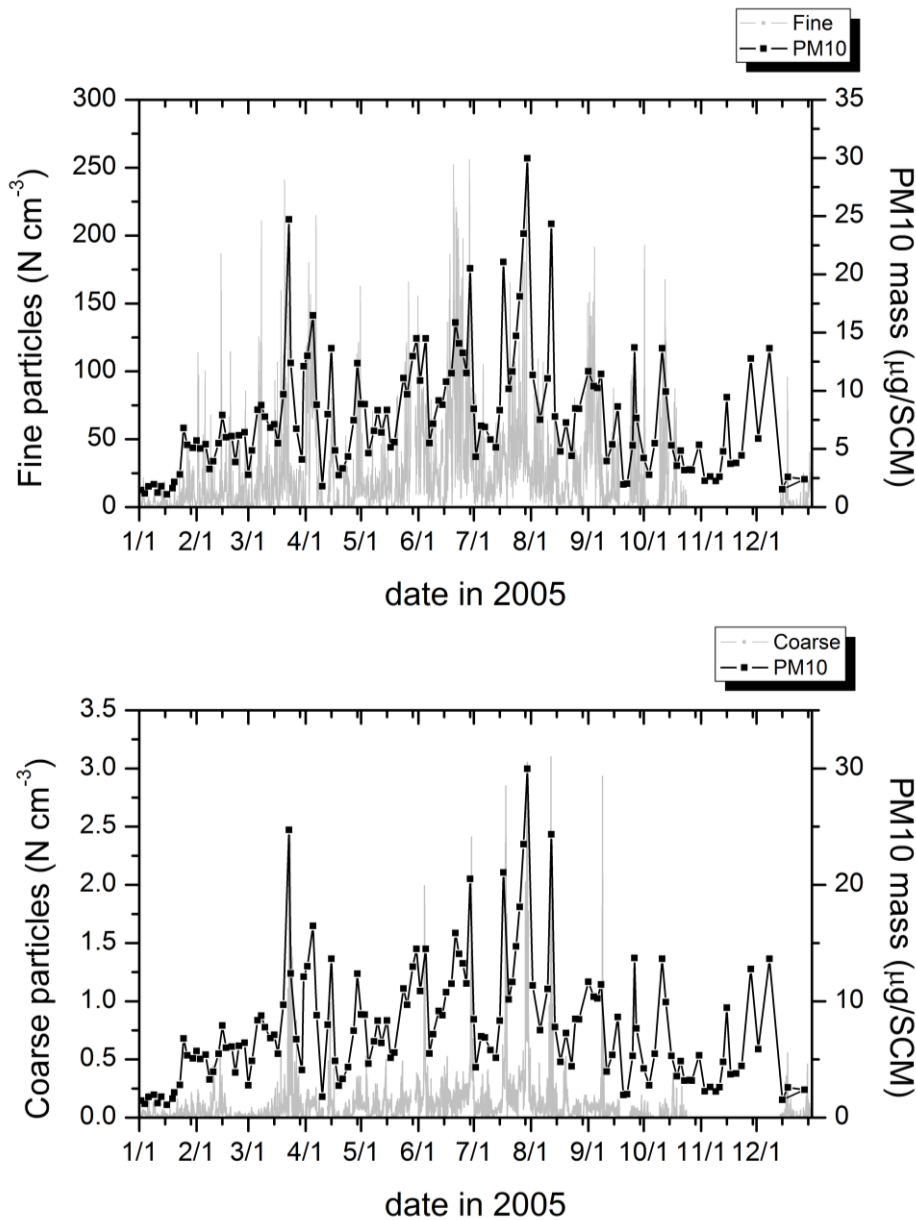 Fine
PM10
300
250
200
150
100
50
0
Fine particles (N cm⁻³)
35
30
25
20
15
10
5
0
PM10 mass (μg/SCM)
1/1 2/1 3/1 4/1 5/1 6/1 7/1 8/1 9/1 10/1 11/1 12/1
date in 2005
Coarse
PM10
3.5
3.0
2.5
2.0
1.5
1.0
0.5
0.0
Coarse particles (N cm⁻³)
30
20
10
0
PM10 mass (μg/SCM)
1/1 2/1 3/1 4/1 5/1 6/1 7/1 8/1 9/1 10/1 11/1 12/1
date in 2005